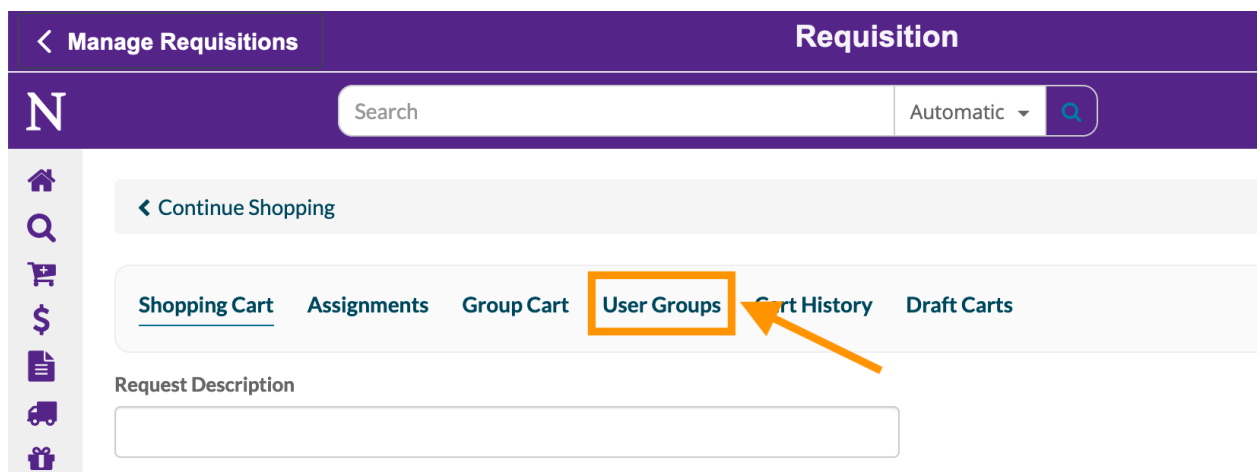 Manage Requisitions
Requisition
N
Search
Automatic
Continue Shopping
Shopping Cart Assignments Group Cart User Groups Cart History Draft Carts
Request Description